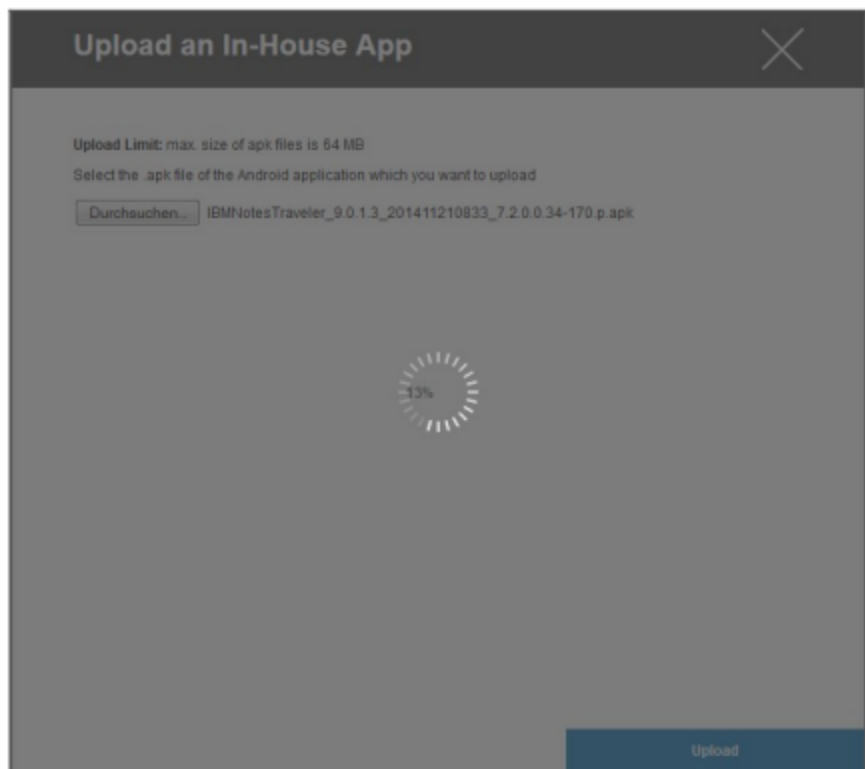 Upload an In-House App
Upload Limit: max. size of apk files is 64 MB
Select the .apk file of the Android application which you want to upload
Durchsuchen... IBMNotesTraveler_9.0.1.3_201411210833_7.2.0.0.34-170.p.apk
13%
Upload